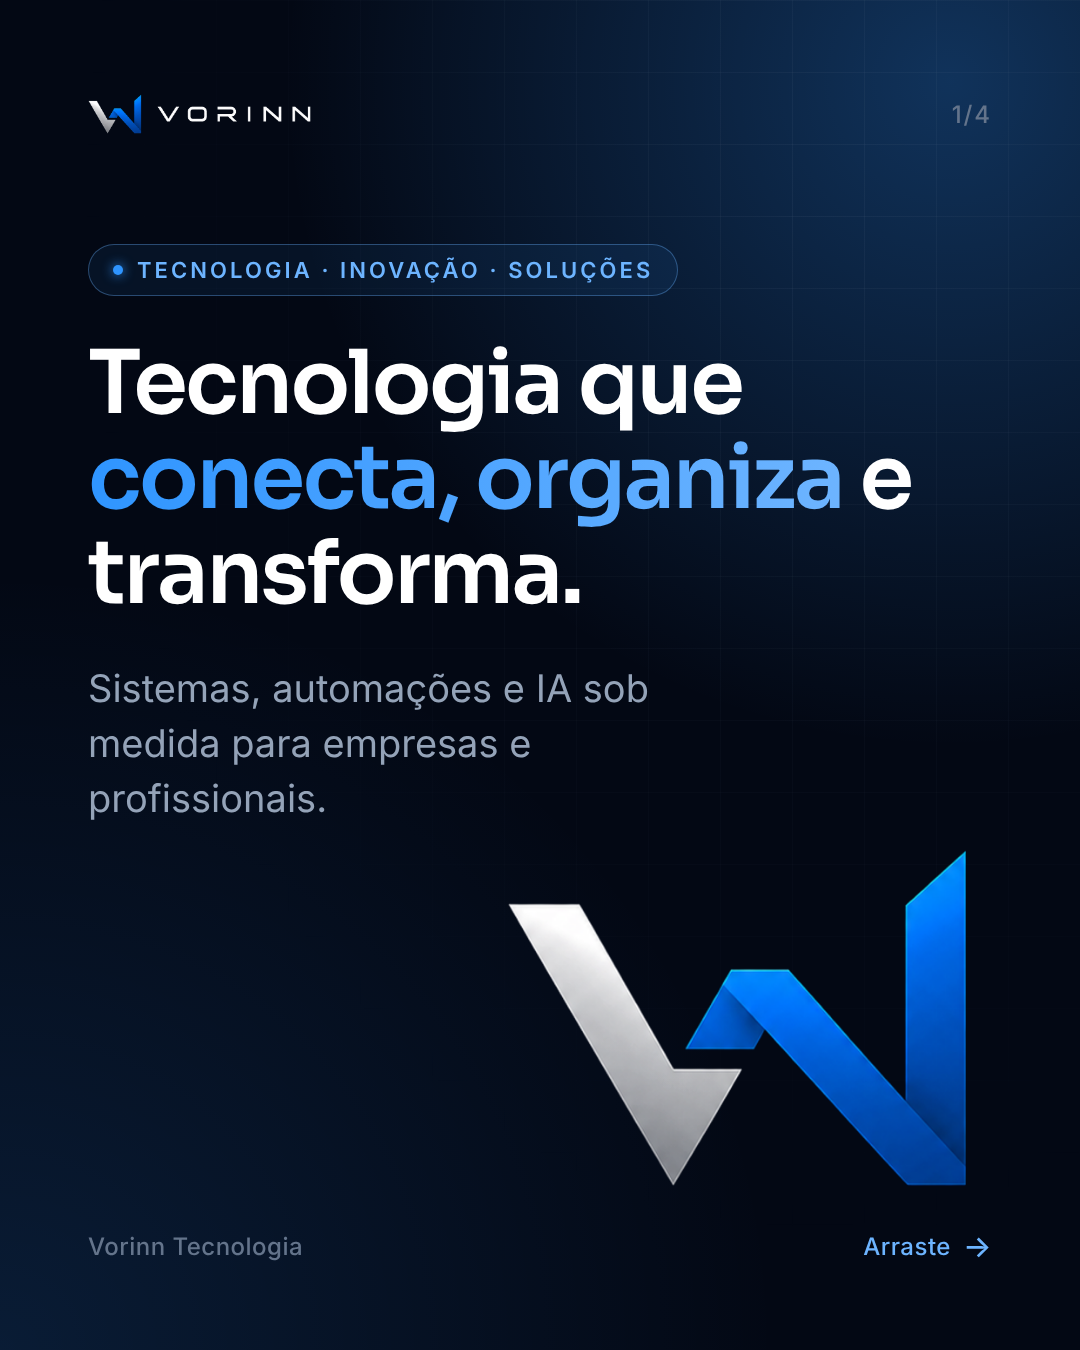 VORINN
1/4
TECNOLOGIA · INOVAÇÃO · SOLUÇÕES
Tecnologia que
conecta, organiza e
transforma.
Sistemas, automações e IA sob
medida para empresas e
profissionais.
Vorinn Tecnologia
Arraste →